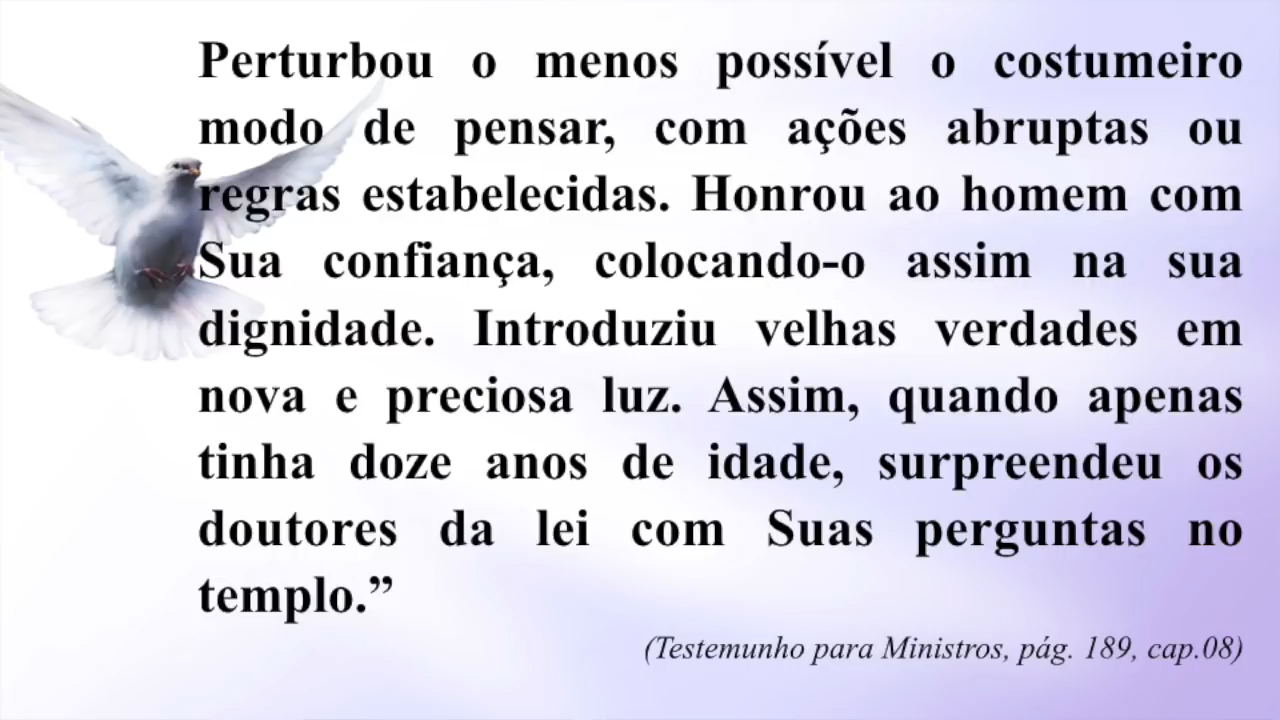 Perturbou o menos possível o costumeiro
modo de pensar, com ações abruptas ou
regras estabelecidas. Honrou ao homem com
Sua confiança, colocando-o assim na sua
dignidade. Introduziu velhas verdades em
nova e preciosa luz. Assim, quando apenas
tinha doze anos de idade, surpreendeu os
doutores da lei com Suas perguntas no
templo.”
(Testemunho para Ministros, pág. 189, cap.08)